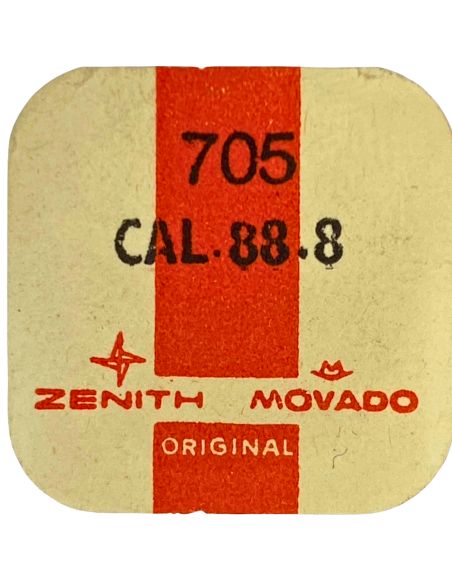 705
CAL.88.8
ZENITH MOVADO
ORIGINAL